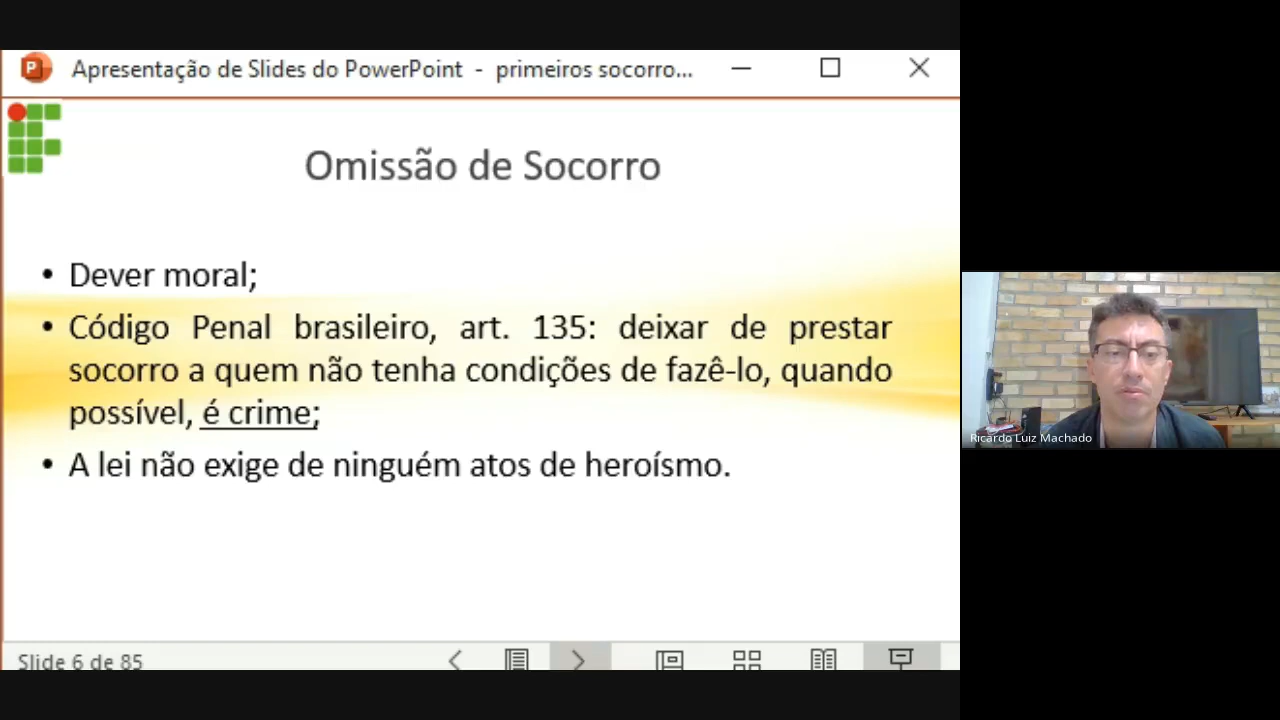 Apresentação de Slides do PowerPoint - primeiros socorro...
Omissão de Socorro
• Dever moral;
• Código Penal brasileiro, art. 135: deixar de prestar
socorro a quem não tenha condições de fazê-lo, quando
possível, é crime;
• A lei não exige de ninguém atos de heroísmo.
Slide 6 de 85
Ricardo Luiz Machado